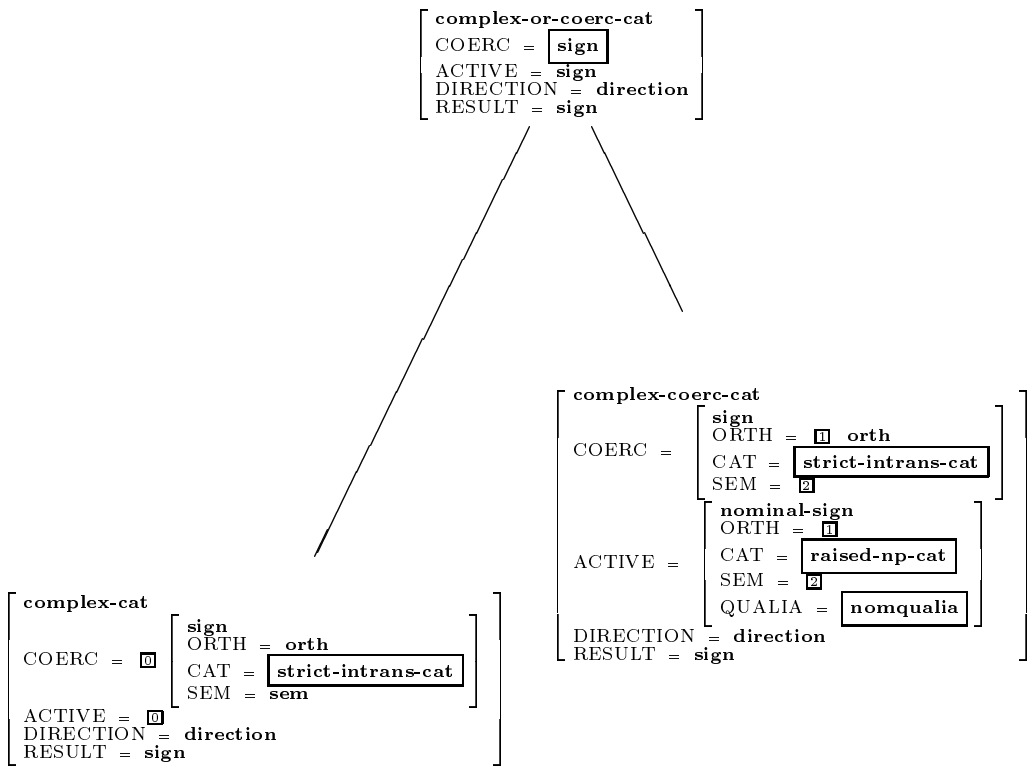 complex-or-coerc-cat
COERC = sign
ACTIVE = sign
DIRECTION = direction
RESULT = sign
complex-coerc-cat
COERC =
sign
ORTH = 1 orth
CAT = strict-intrans-cat
SEM = 2
ACTIVE =
nominal-sign
ORTH = 1
CAT = raised-np-cat
SEM = 2
QUALIA = nomqualia
DIRECTION = direction
RESULT = sign
complex-cat
COERC = 0
sign
ORTH = orth
CAT = strict-intrans-cat
SEM = sem
ACTIVE = 0
DIRECTION = direction
RESULT = sign